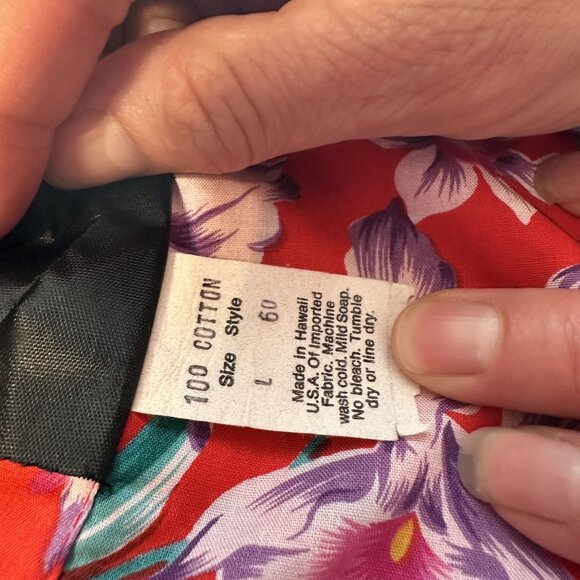 100 COTTON
Size Style
L 60
Made in Hawaii
U.S.A. Of Imported
Fabric. Machine
wash cold. Mild Soap.
No bleach. Tumble
dry or line dry.